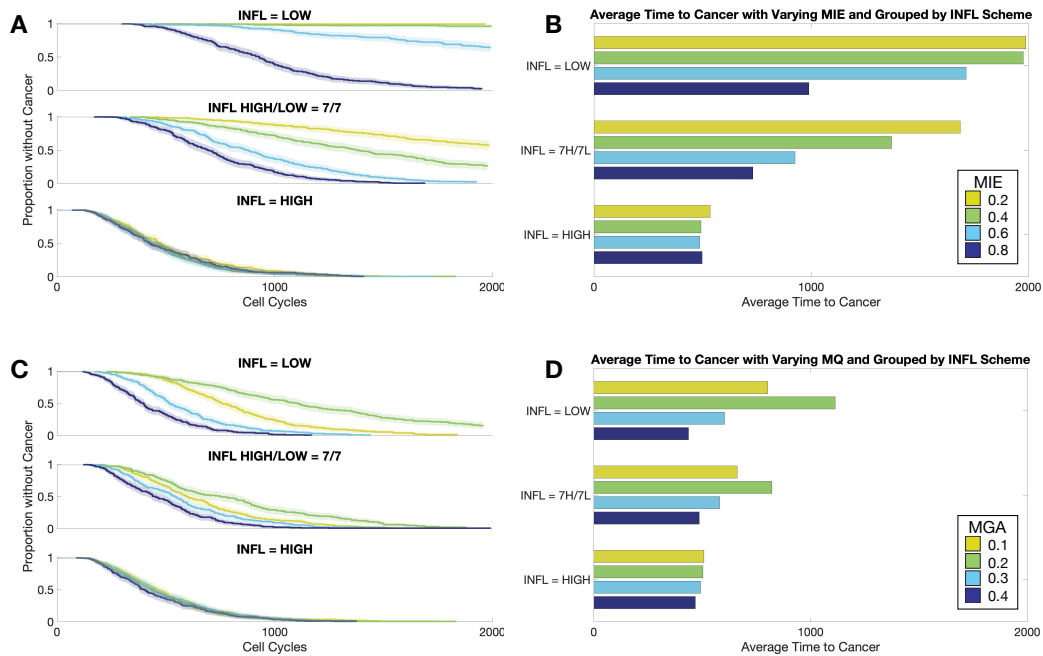 A
INFL = LOW
1
0.5
0
INFL HIGH/LOW = 7/7
1
0.5
0
INFL = HIGH
1
0.5
0
0
1000
2000
Proportion without Cancer
Cell Cycles
B
Average Time to Cancer with Varying MIE and Grouped by INFL Scheme
INFL = LOW
INFL = 7H/7L
INFL = HIGH
MIE
0.2
0.4
0.6
0.8
0
1000
2000
Average Time to Cancer
C
INFL = LOW
1
0.5
0
INFL HIGH/LOW = 7/7
1
0.5
0
INFL = HIGH
1
0.5
0
0
1000
2000
Proportion without Cancer
Cell Cycles
D
Average Time to Cancer with Varying MQ and Grouped by INFL Scheme
INFL = LOW
INFL = 7H/7L
INFL = HIGH
MGA
0.1
0.2
0.3
0.4
0
1000
2000
Average Time to Cancer